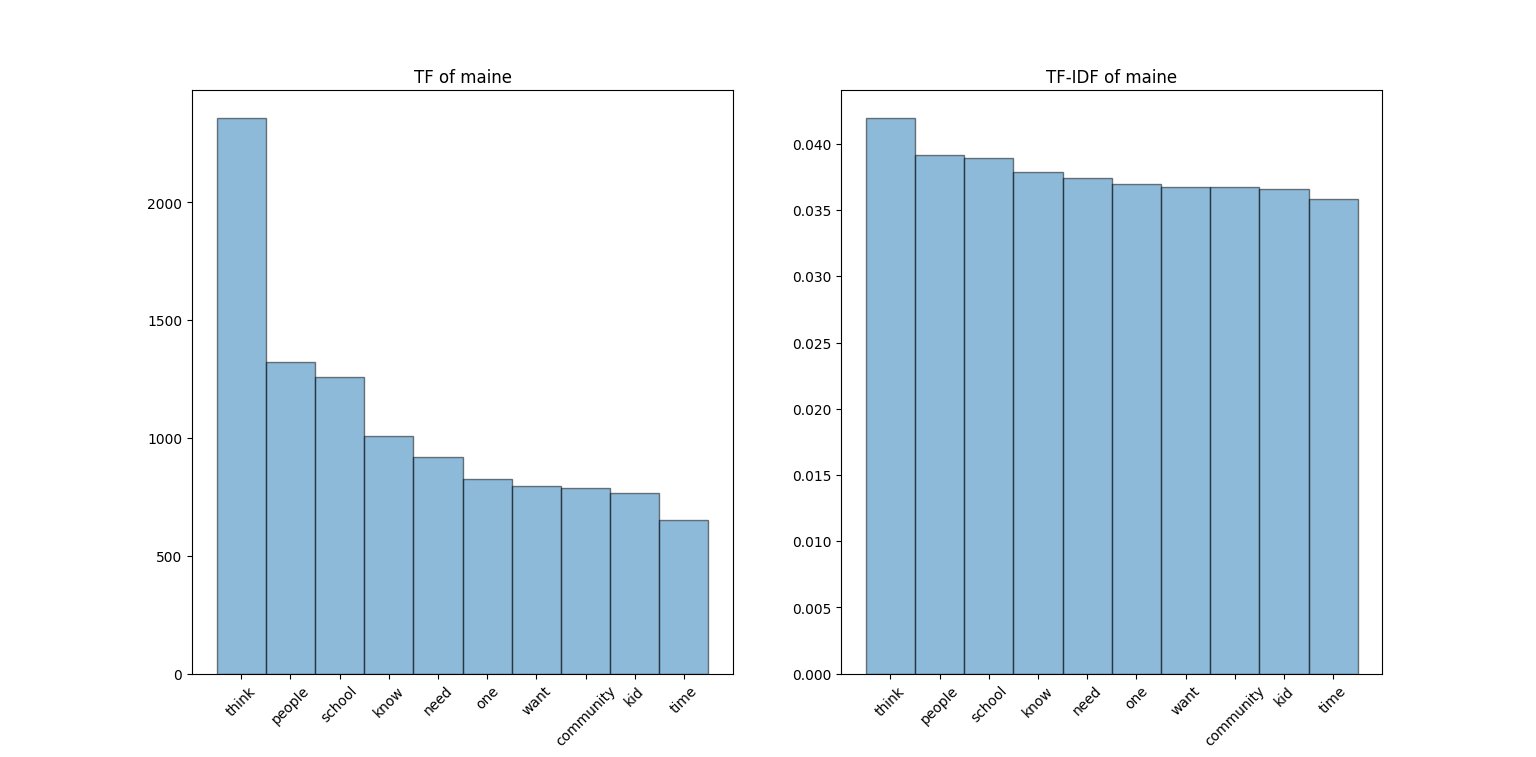 TF of maine
2000
1500
1000
500
0
think
people
school
know
need
one
want
community
kid
time
TF-IDF of maine
0.040
0.035
0.030
0.025
0.020
0.015
0.010
0.005
0.000
think
people
school
know
need
one
want
community
kid
time